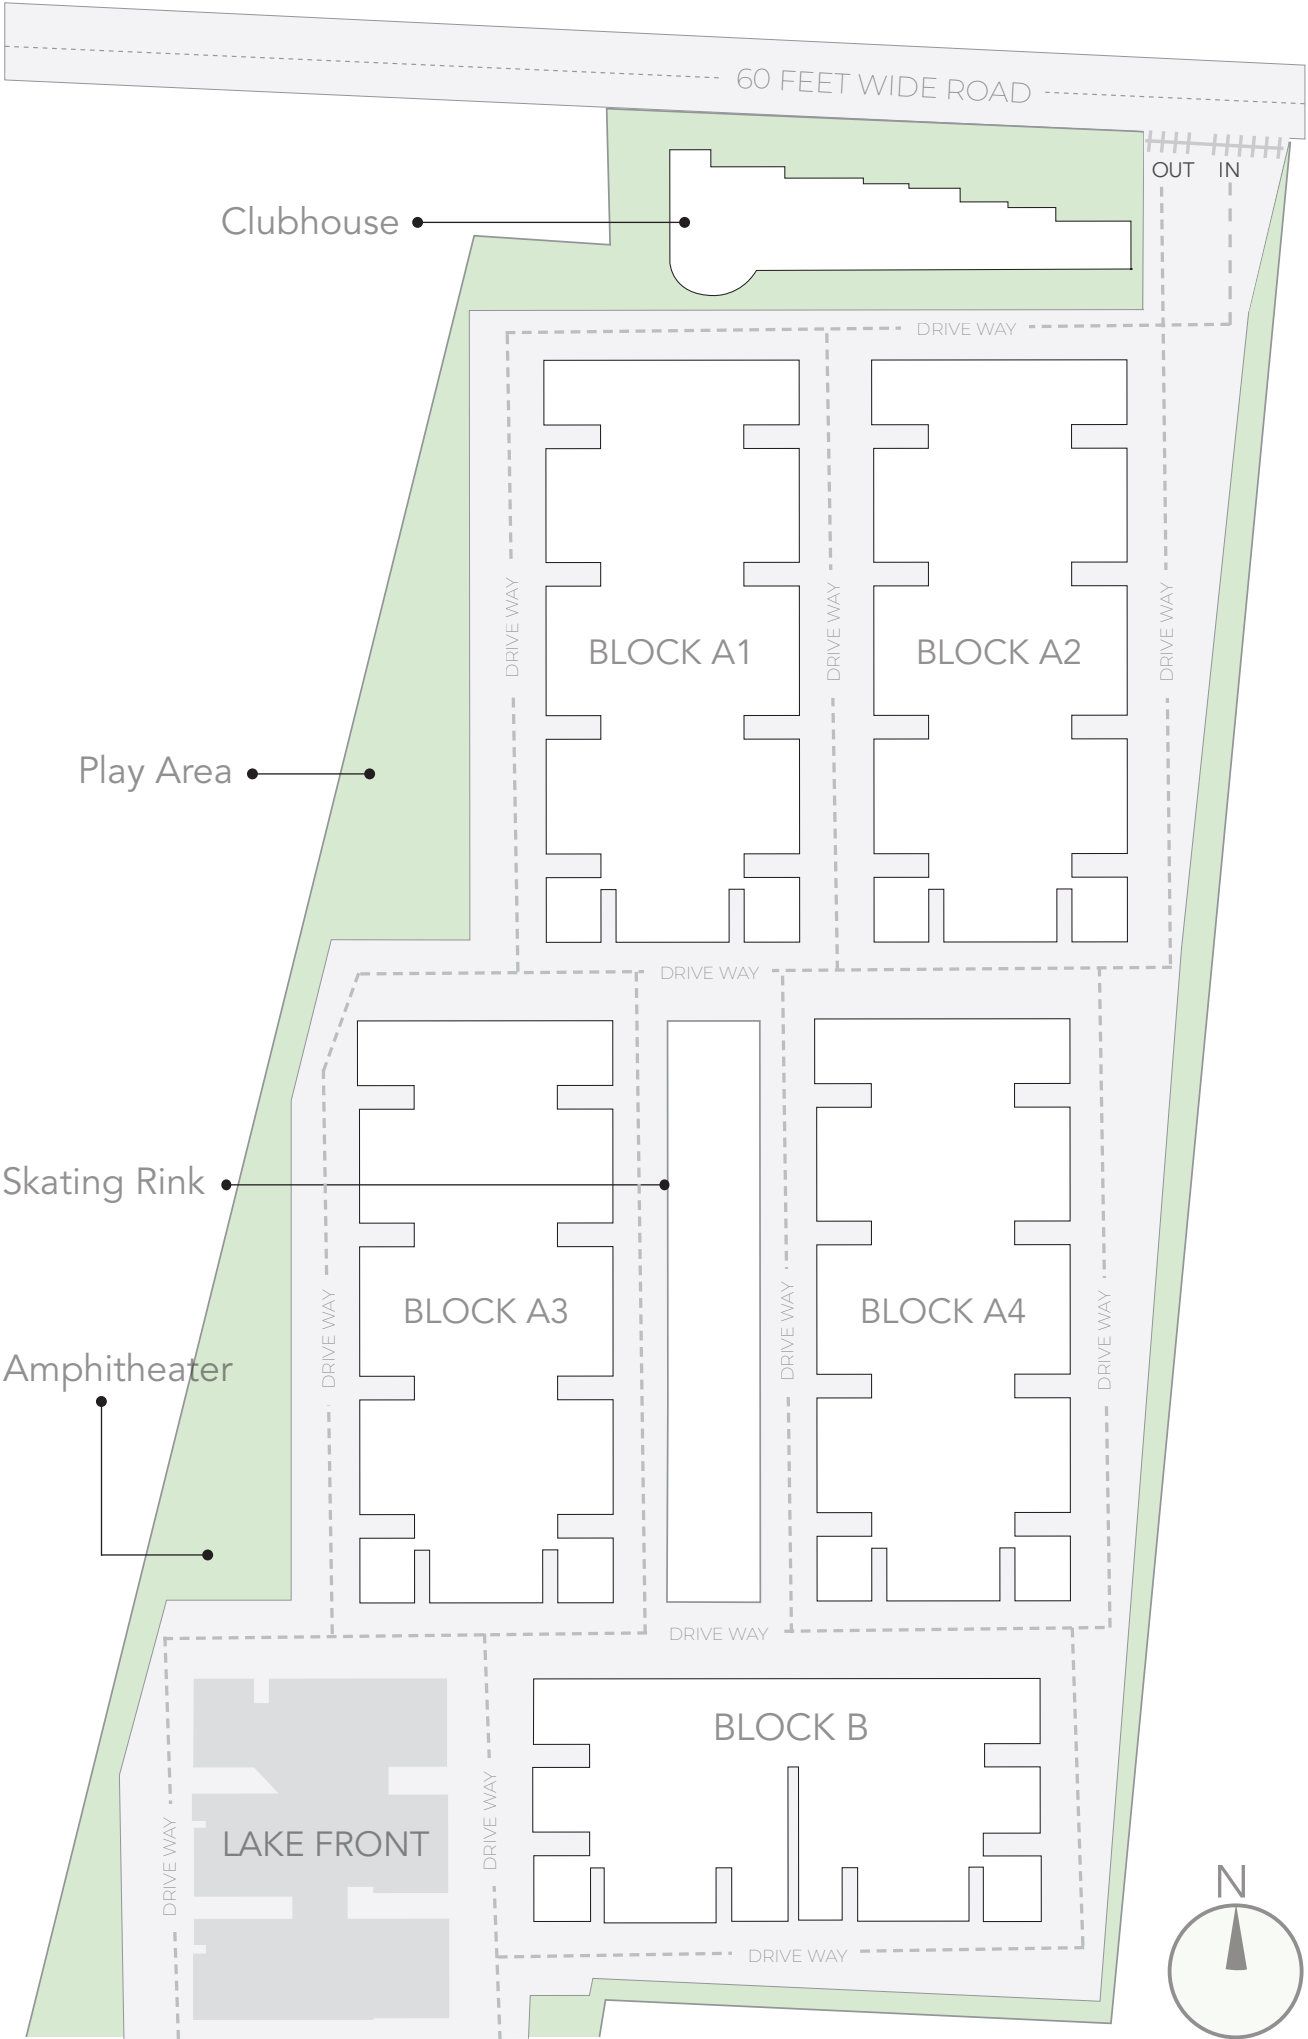 60 FEET WIDE ROAD
OUT IN
Clubhouse
DRIVE WAY
DRIVE WAY
DRIVE WAY
DRIVE WAY
BLOCK A1
BLOCK A2
Play Area
DRIVE WAY
Skating Rink
DRIVE WAY
DRIVE WAY
DRIVE WAY
BLOCK A3
BLOCK A4
Amphitheater
DRIVE WAY
BLOCK B
DRIVE WAY
DRIVE WAY
LAKE FRONT
N
DRIVE WAY